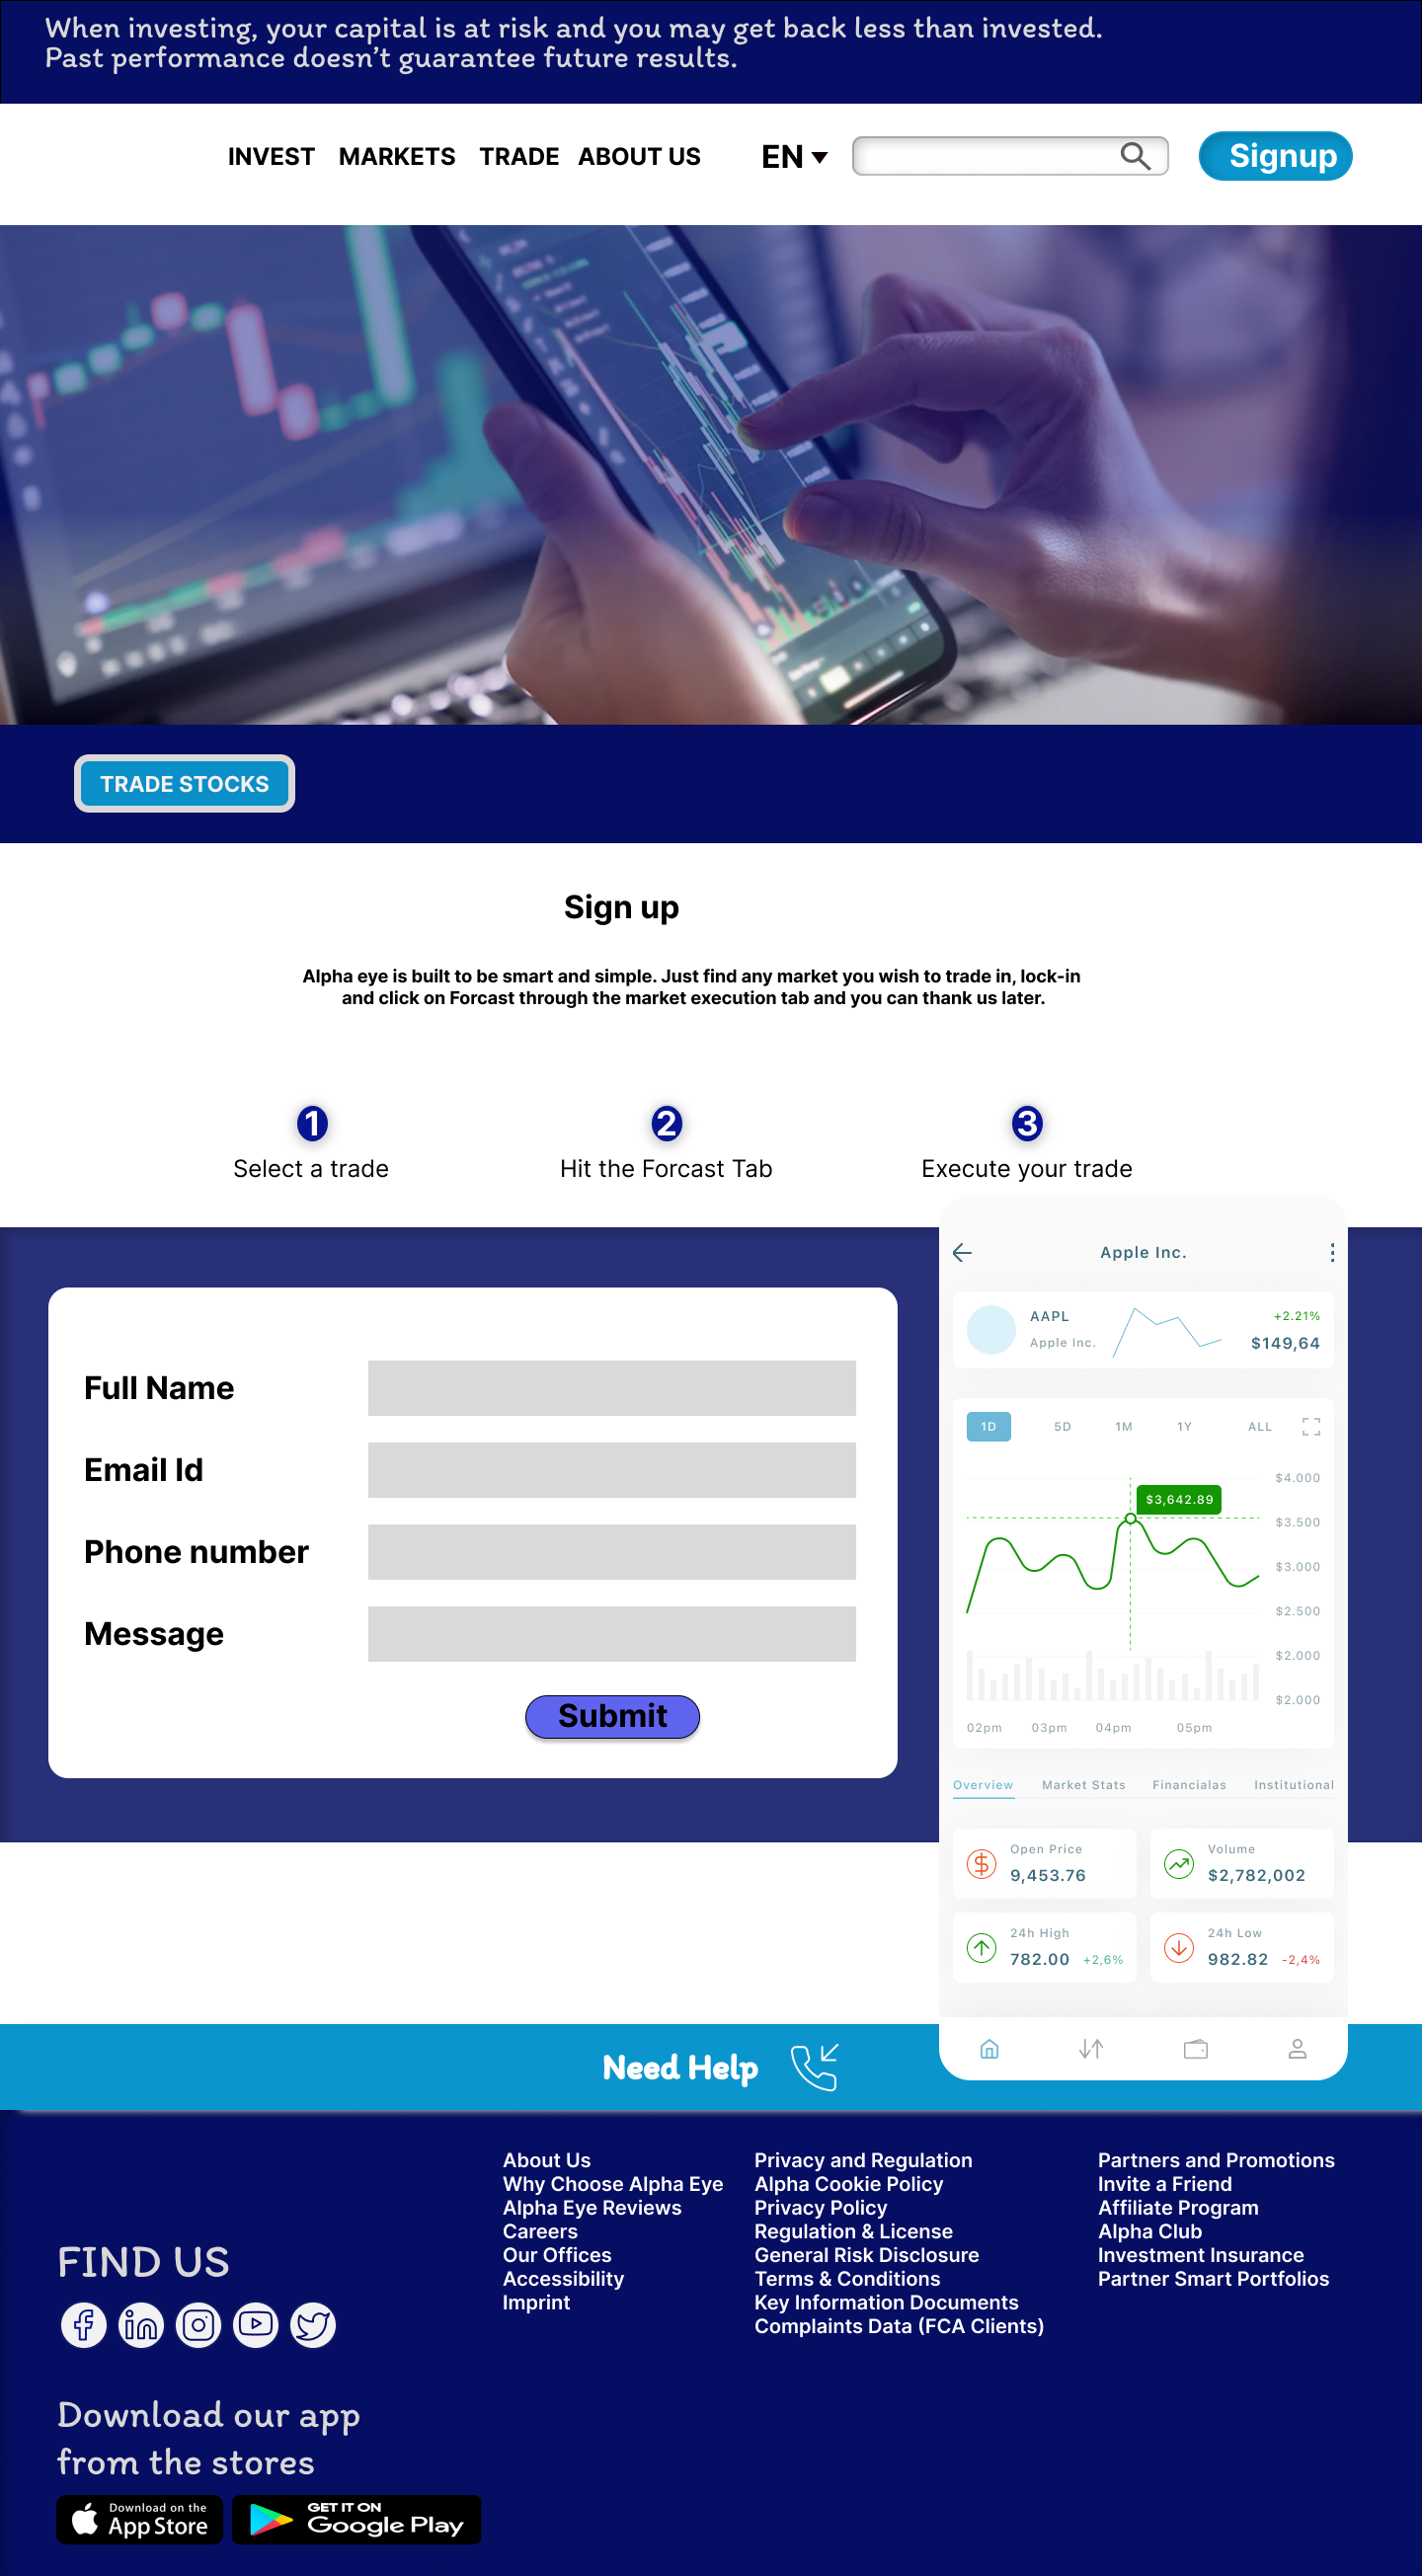 When investing, your capital is at risk and you may get back less than invested.
Past performance doesn't guarantee future results.
INVEST MARKETS TRADE ABOUT US EN Signup
TRADE STOCKS
Sign up
Alpha eye is built to be smart and simple. Just find any market you wish to trade in, lock-in
and click on Forcast through the market execution tab and you can thank us later.
1 2 3
Select a trade Hit the Forcast Tab Execute your trade
Full Name
Email Id
Phone number
Message
Submit
Apple Inc.
AAPL +2.21%
Apple Inc. $149,64
1D 5D 1M 1Y ALL
$4.000
$3,642.89
$3.500
$3.000
$2.500
$2.000
$2.000
02pm 03pm 04pm 05pm
Overview Market Stats Financialas Institutional
Open Price Volume
9,453.76 $2,782,002
24h High 24h Low
782.00 +2,6% 982.82 -2,4%
Need Help
About Us
Why Choose Alpha Eye
Alpha Eye Reviews
Careers
Our Offices
Accessibility
Imprint
Privacy and Regulation
Alpha Cookie Policy
Privacy Policy
Regulation & License
General Risk Disclosure
Terms & Conditions
Key Information Documents
Complaints Data (FCA Clients)
Partners and Promotions
Invite a Friend
Affiliate Program
Alpha Club
Investment Insurance
Partner Smart Portfolios
FIND US
Download our app
from the stores
Download on the
App Store
GET IT ON
Google Play